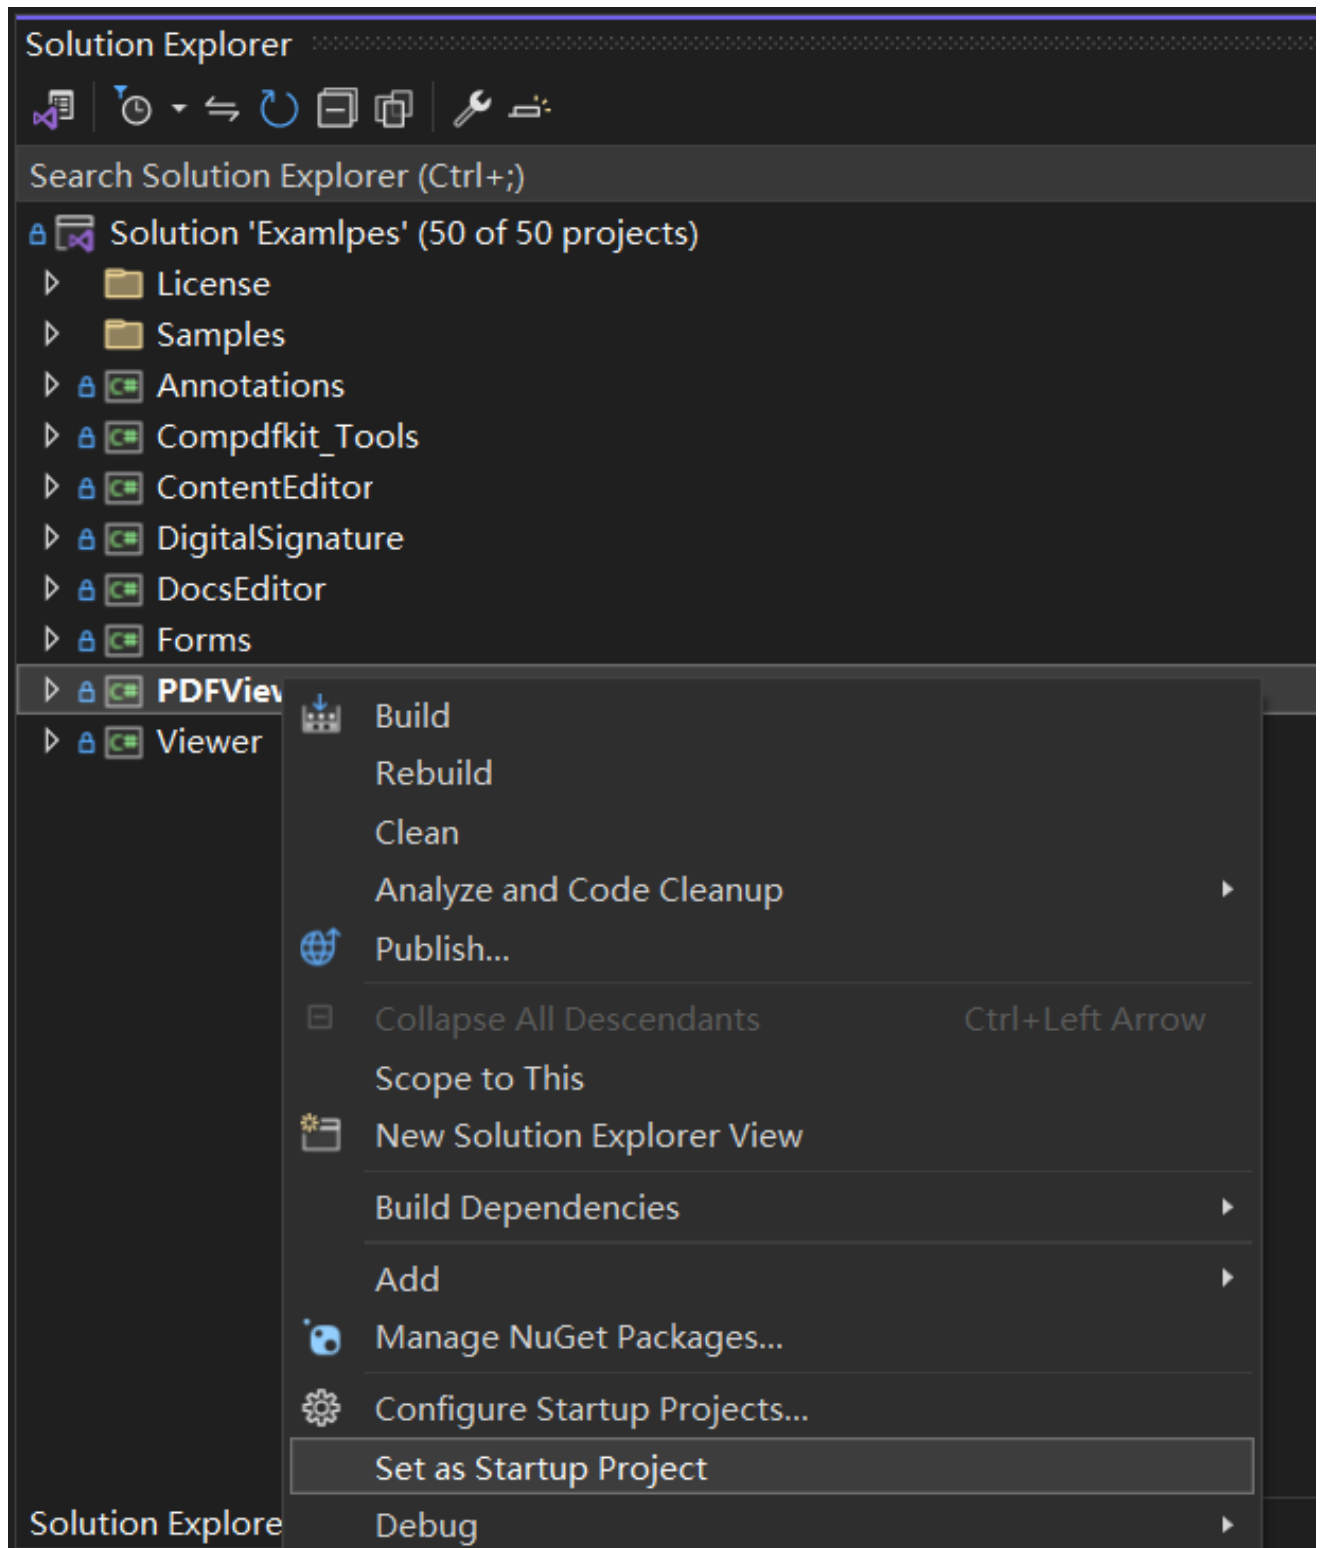 Solution Explorer
Search Solution Explorer (Ctrl+;)
Solution 'Examlpes' (50 of 50 projects)
License
Samples
C# Annotations
C# Compdfkit_Tools
C# ContentEditor
C# DigitalSignature
C# DocsEditor
C# Forms
C# PDFView
C# Viewer
Build
Rebuild
Clean
Analyze and Code Cleanup
Publish...
Collapse All Descendants Ctrl+Left Arrow
Scope to This
New Solution Explorer View
Build Dependencies
Add
Manage NuGet Packages...
Configure Startup Projects...
Set as Startup Project
Solution Explore
Debug